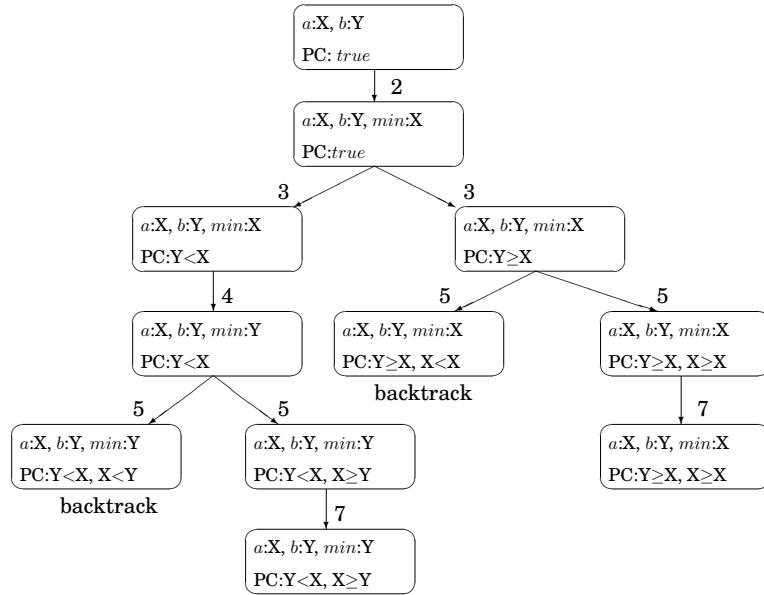 a:X, b:Y
PC: true
2
a:X, b:Y, min:X
PC:true
3
3
a:X, b:Y, min:X
PC:Y<X
a:X, b:Y, min:X
PC:Y≥X
4
5
5
a:X, b:Y, min:Y
PC:Y<X
a:X, b:Y, min:X
PC:Y≥X, X<X
backtrack
a:X, b:Y, min:X
PC:Y≥X, X≥X
5
5
7
a:X, b:Y, min:Y
PC:Y<X, X<Y
backtrack
a:X, b:Y, min:Y
PC:Y<X, X≥Y
a:X, b:Y, min:X
PC:Y≥X, X≥X
7
a:X, b:Y, min:Y
PC:Y<X, X≥Y